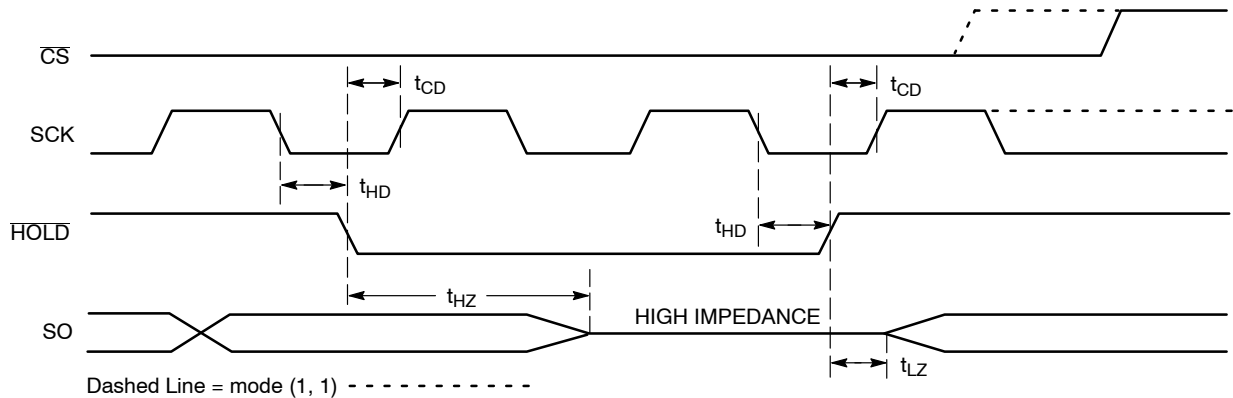 CS
tCD
tCD
SCK
tHD
HOLD
tHD
tHZ
HIGH IMPEDANCE
SO
tLZ
Dashed Line = mode (1, 1)